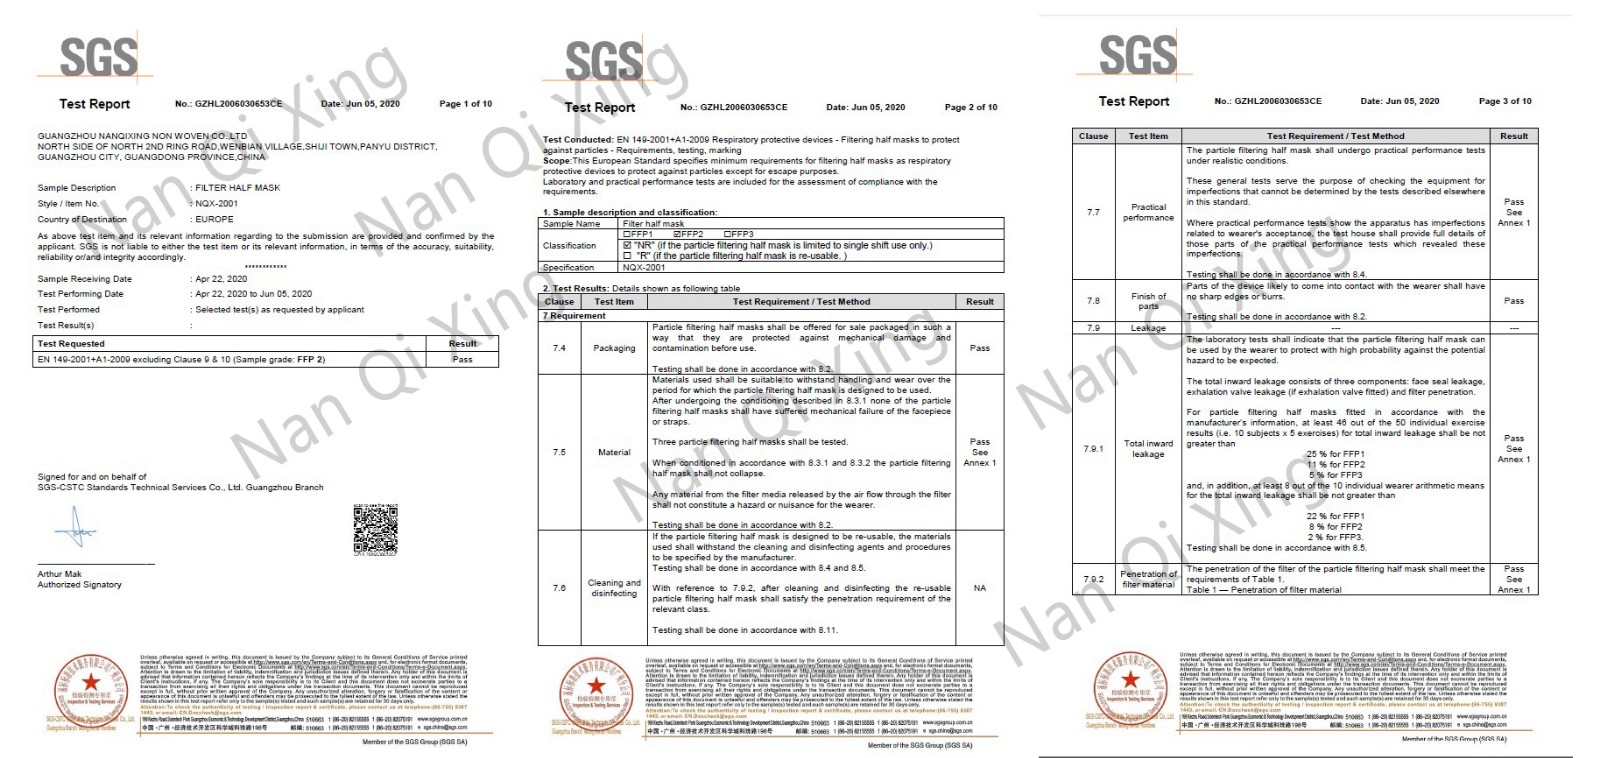 SGS
Test Report
No.: GZHL2006030653CE
Date: Jun 05, 2020
Page 1 of 10
GUANGZHOU NANQIXING NON WOVEN CO.,LTD
NORTH SIDE OF NORTH 2ND RING ROAD,WENBIAN VILLAGE,SHIJI TOWN,PANYU DISTRICT,
GUANGZHOU CITY, GUANGDONG PROVINCE,CHINA
Sample Description : FILTER HALF MASK
Style / Item No. : NQX-2001
Country of Destination : EUROPE
As above test item and its relevant information regarding to the submission are provided and confirmed by the
applicant. SGS is not liable to either the test item or its relevant information, in terms of the accuracy, suitability,
reliability or/and integrity accordingly.
************
Sample Receiving Date : Apr 22, 2020
Test Performing Date : Apr 22, 2020 to Jun 05, 2020
Test Performed : Selected test(s) as requested by applicant
Test Result(s) :
Test Requested Result
EN 149-2001+A1-2009 excluding Clause 9 & 10 (Sample grade: FFP 2) Pass
Signed for and on behalf of
SGS-CSTC Standards Technical Services Co., Ltd. Guangzhou Branch
Arthur Mak
Authorized Signatory
Inspection & Testing Services
Member of the SGS Group (SGS SA)
SGS
Test Report
No.: GZHL2006030653CE
Date: Jun 05, 2020
Page 2 of 10
Test Conducted: EN 149-2001+A1-2009 Respiratory protective devices - Filtering half masks to protect
against particles - Requirements, testing, marking
Scope:This European Standard specifies minimum requirements for filtering half masks as respiratory
protective devices to protect against particles except for escape purposes.
Laboratory and practical performance tests are included for the assessment of compliance with the
requirements.
1. Sample description and classification:
Sample Name Filter half mask
Classification ☐FFP1 ☑FFP2 ☐FFP3
☑ "NR" (if the particle filtering half mask is limited to single shift use only.)
☐ "R" (if the particle filtering half mask is re-usable. )
Specification NQX-2001
2. Test Results: Details shown as following table
Clause Test Item Test Requirement / Test Method Result
7 Requirement
7.4 Packaging Pass
Particle filtering half masks shall be offered for sale packaged in such a
way that they are protected against mechanical damage and
contamination before use.
Testing shall be done in accordance with 8.2.
7.5 Material Pass See Annex 1
Materials used shall be suitable to withstand handling and wear over the
period for which the particle filtering half mask is designed to be used.
After undergoing the conditioning described in 8.3.1 none of the particle
filtering half masks shall have suffered mechanical failure of the facepiece
or straps.
Three particle filtering half masks shall be tested.
When conditioned in accordance with 8.3.1 and 8.3.2 the particle filtering
half mask shall not collapse.
Any material from the filter media released by the air flow through the filter
shall not constitute a hazard or nuisance for the wearer.
Testing shall be done in accordance with 8.2.
7.6 Cleaning and disinfecting NA
If the particle filtering half mask is designed to be re-usable, the materials
used shall withstand the cleaning and disinfecting agents and procedures
to be specified by the manufacturer.
Testing shall be done in accordance with 8.4 and 8.5.
With reference to 7.9.2, after cleaning and disinfecting the re-usable
particle filtering half mask shall satisfy the penetration requirement of the
relevant class.
Testing shall be done in accordance with 8.11.
Inspection & Testing Services
Member of the SGS Group (SGS SA)
SGS
Test Report
No.: GZHL2006030653CE
Date: Jun 05, 2020
Page 3 of 10
Clause Test Item Test Requirement / Test Method Result
7.7 Practical performance Pass See Annex 1
The particle filtering half mask shall undergo practical performance tests
under realistic conditions.
These general tests serve the purpose of checking the equipment for
imperfections that cannot be determined by the tests described elsewhere
in this standard.
Where practical performance tests show the apparatus has imperfections
related to wearer's acceptance, the test house shall provide full details of
those parts of the practical performance tests which revealed these
imperfections.
Testing shall be done in accordance with 8.4.
7.8 Finish of parts Pass
Parts of the device likely to come into contact with the wearer shall have
no sharp edges or burrs.
Testing shall be done in accordance with 8.2.
7.9 Leakage --- ---
7.9.1 Total inward leakage Pass See Annex 1
The laboratory tests shall indicate that the particle filtering half mask can
be used by the wearer to protect with high probability against the potential
hazard to be expected.
The total inward leakage consists of three components: face seal leakage,
exhalation valve leakage (if exhalation valve fitted) and filter penetration.
For particle filtering half masks fitted in accordance with the
manufacturer's information, at least 46 out of the 50 individual exercise
results (i.e. 10 subjects x 5 exercises) for total inward leakage shall be not
greater than
25 % for FFP1
11 % for FFP2
5 % for FFP3
and, in addition, at least 8 out of the 10 individual wearer arithmetic means
for the total inward leakage shall be not greater than
22 % for FFP1
8 % for FFP2
2 % for FFP3.
Testing shall be done in accordance with 8.5.
7.9.2 Penetration of filter material Pass See Annex 1
The penetration of the filter of the particle filtering half mask shall meet the
requirements of Table 1.
Table 1 — Penetration of filter material
Inspection & Testing Services
Member of the SGS Group (SGS SA)
Nan Qi Xing
Nan Qi Xing
Nan Qi Xing
Nan Qi Xing
Nan Qi Xing
Nan Qi Xing